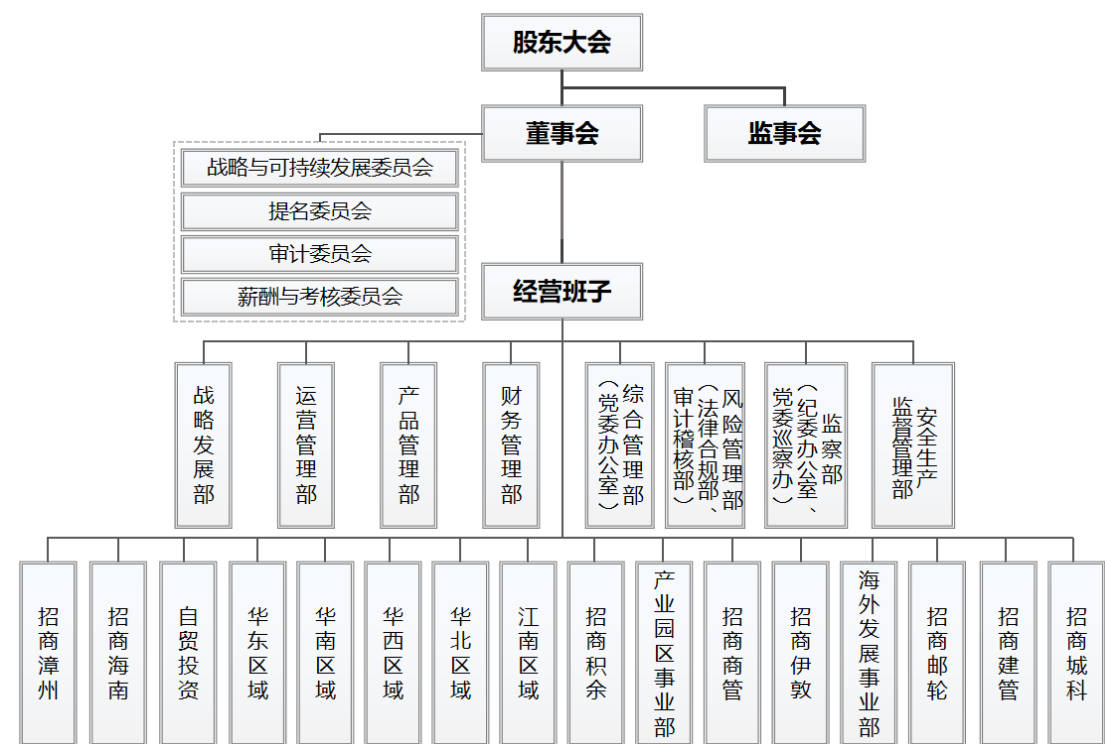 股东大会
董事会
监事会
战略与可持续发展委员会
提名委员会
审计委员会
薪酬与考核委员会
经营班子
战略发展部
运营管理部
产品管理部
财务管理部
综合管理部
（党委办公室）
风险管理部
（法律合规部、
审计稽核部）
监察部
（纪委办公室、
党委巡察办）
安全生产
监督管理部
招商漳州
招商海南
自贸投资
华东区域
华南区域
华西区域
华北区域
江南区域
招商积余
产业园区事业部
招商商管
招商伊敦
海外发展事业部
招商邮轮
招商建管
招商城科